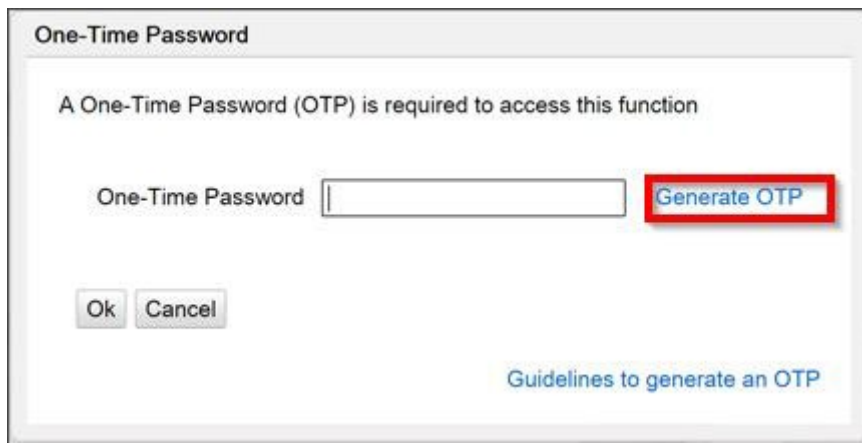 One-Time Password
A One-Time Password (OTP) is required to access this function
One-Time Password Generate OTP
Ok Cancel
Guidelines to generate an OTP